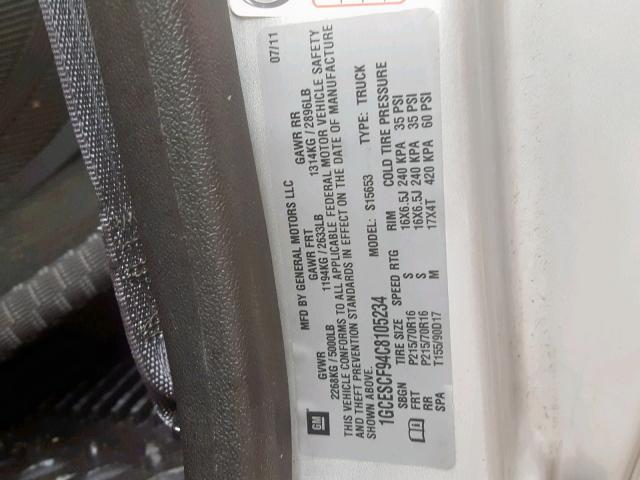 GM
MFD BY GENERAL MOTORS LLC
07/11
GVWR GAWR FRT GAWR RR
2268KG / 5000LB 1194KG / 2633LB 1314KG / 2896LB
THIS VEHICLE CONFORMS TO ALL APPLICABLE FEDERAL MOTOR VEHICLE SAFETY
AND THEFT PREVENTION STANDARDS IN EFFECT ON THE DATE OF MANUFACTURE
SHOWN ABOVE.
1GCESCF94C8105234 MODEL: S15653 TYPE: TRUCK
SBGN TIRE SIZE SPEED RTG RIM COLD TIRE PRESSURE
FRT P215/70R16 S 16X6.5J 240 KPA 35 PSI
RR P215/70R16 S 16X6.5J 240 KPA 35 PSI
SPA T155/90D17 M 17X4T 420 KPA 60 PSI